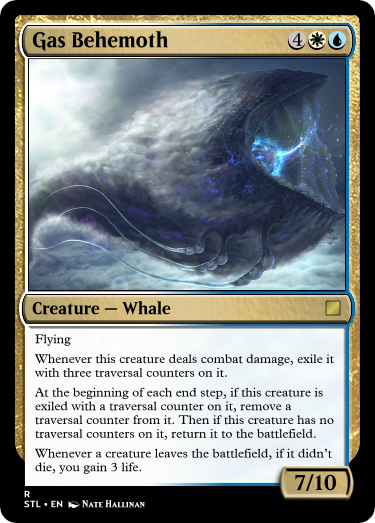 Gas Behemoth 4
Creature — Whale
Flying
Whenever this creature deals combat damage, exile it
with three traversal counters on it.
At the beginning of each end step, if this creature is
exiled with a traversal counter on it, remove a
traversal counter from it. Then if this creature has no
traversal counters on it, return it to the battlefield.
Whenever a creature leaves the battlefield, if it didn't
die, you gain 3 life.
7/10
R
STL • EN Nate Hallinan